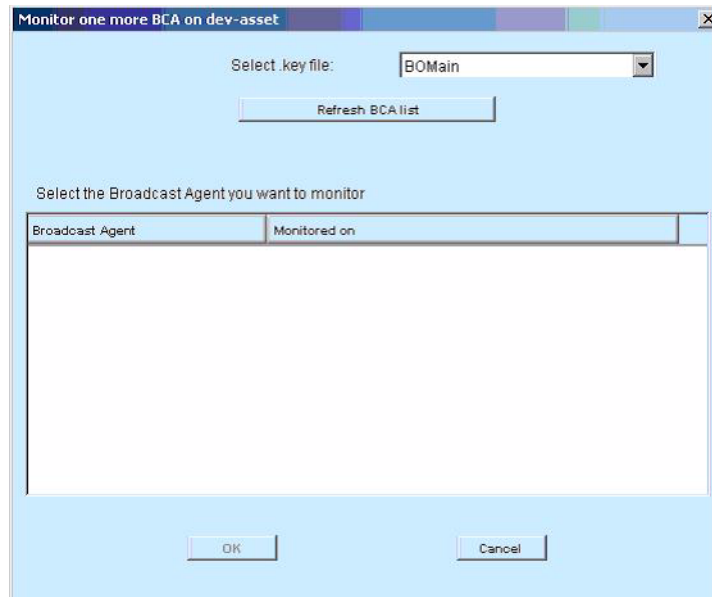 Monitor one more BCA on dev-asset
Select .key file: BOMain
Refresh BCA list
Select the Broadcast Agent you want to monitor
Broadcast Agent Monitored on
OK Cancel